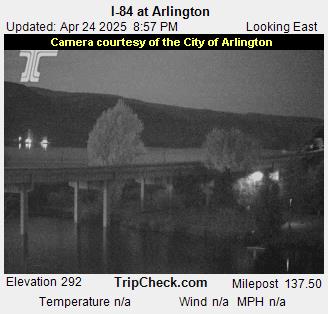 I-84 at Arlington
Updated: Apr 24 2025 8:57 PM Looking East
Camera courtesy of the City of Arlington
Elevation 292 TripCheck.com Milepost 137.50
Temperature n/a Wind n/a MPH n/a